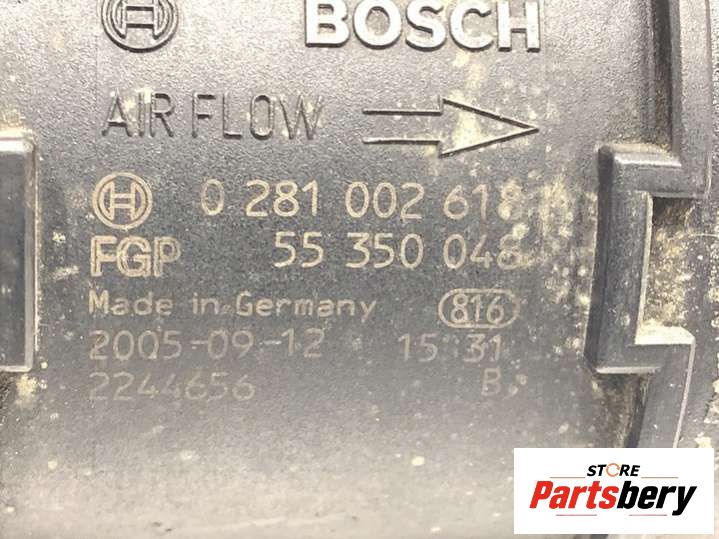 BOSCH
AIR FLOW
0 281 002 618
FGP 55 350 048
Made in Germany 816
2005-09-12 15:31
2244656 B
STORE
Partsbery